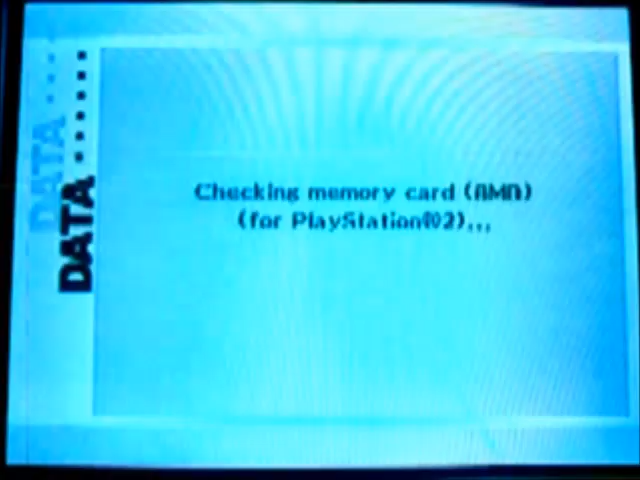 DATA.....
DATA.....
Checking memory card (8MB)
(for PlayStation®2)...